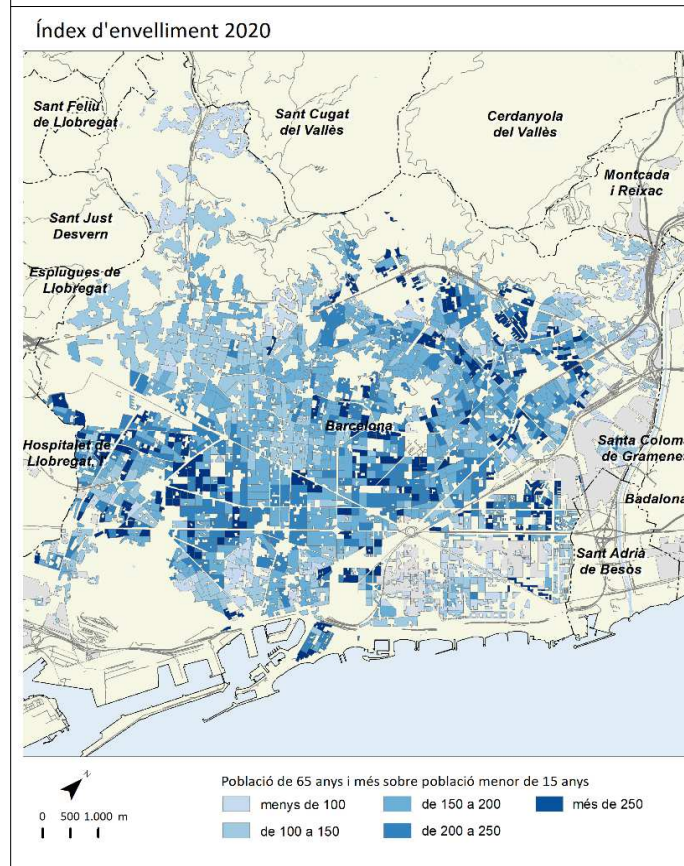 Índex d'envelliment 2020
Sant Feliu
de Llobregat
Sant Cugat
del Vallès
Cerdanyola
del Vallès
Montcada
i Reixac
Sant Just
Desvern
Esplugues de
Llobregat
Barcelona
Hospitalet de
Llobregat, l'
Santa Coloma
de Gramenet
Badalona
Sant Adrià
de Besòs
N
0 500 1.000 m
Població de 65 anys i més sobre població menor de 15 anys
menys de 100
de 150 a 200
més de 250
de 100 a 150
de 200 a 250